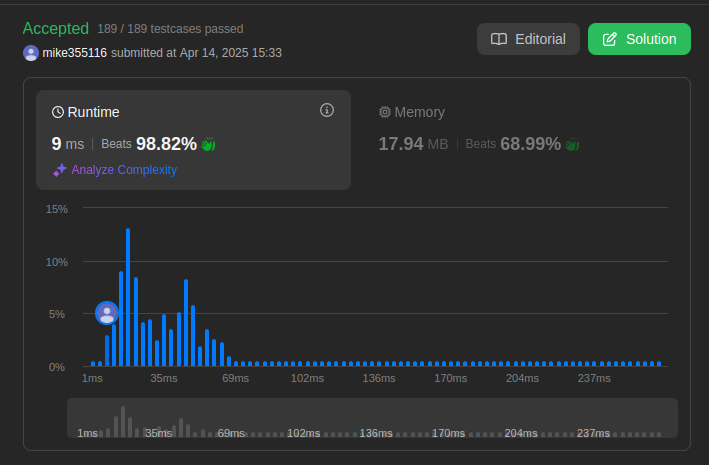 Accepted 189 / 189 testcases passed
mike355116 submitted at Apr 14, 2025 15:33
Editorial
Solution
Runtime
9 ms | Beats 98.82%
Analyze Complexity
Memory
17.94 MB | Beats 68.99%
15%
10%
5%
0%
1ms 35ms 69ms 102ms 136ms 170ms 204ms 237ms
1ms 35ms 69ms 102ms 136ms 170ms 204ms 237ms